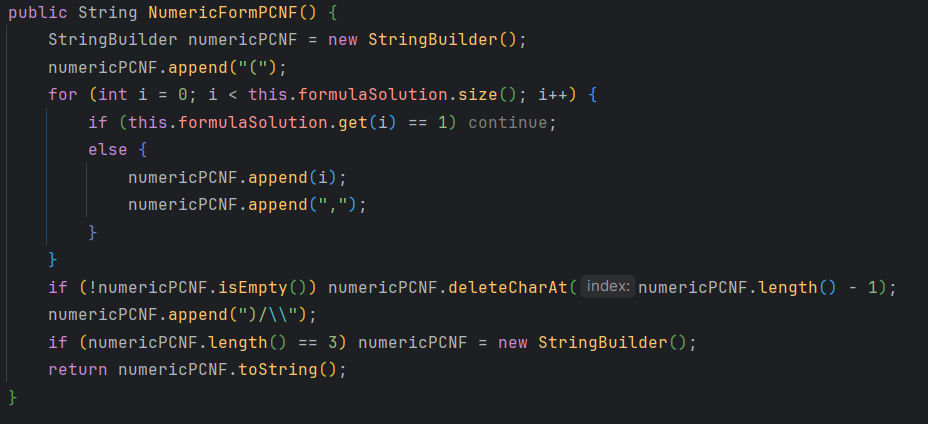 public String NumericFormPCNF() {
    StringBuilder numericPCNF = new StringBuilder();
    numericPCNF.append("(");
    for (int i = 0; i < this.formulaSolution.size(); i++) {
        if (this.formulaSolution.get(i) == 1) continue;
        else {
            numericPCNF.append(i);
            numericPCNF.append(",");
        }
    }
    if (!numericPCNF.isEmpty()) numericPCNF.deleteCharAt( index: numericPCNF.length() - 1);
    numericPCNF.append(")/\\");
    if (numericPCNF.length() == 3) numericPCNF = new StringBuilder();
    return numericPCNF.toString();
}